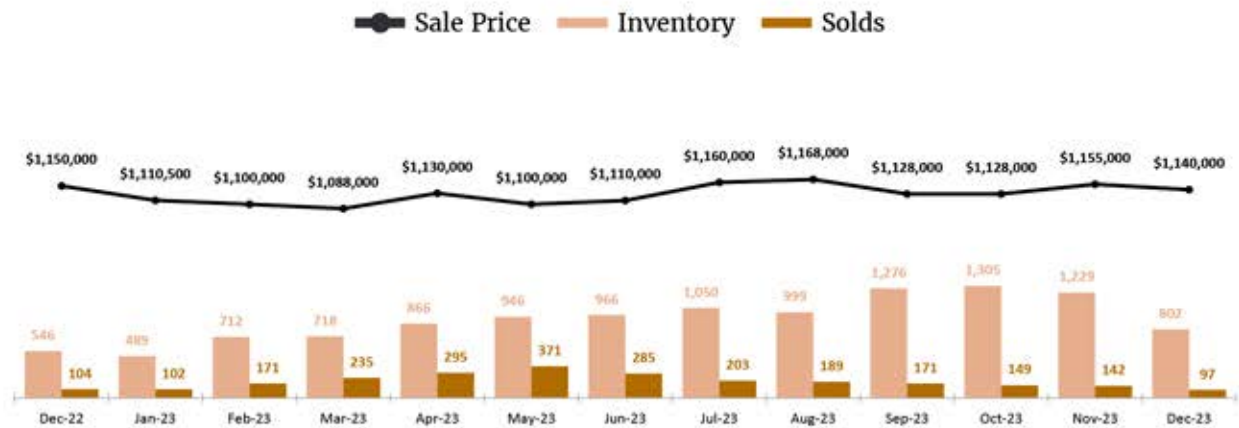 Sale Price Inventory Solds
$1,150,000 $1,110,500 $1,100,000 $1,088,000 $1,130,000 $1,100,000 $1,110,000 $1,160,000 $1,168,000 $1,128,000 $1,128,000 $1,155,000 $1,140,000
546 489 712 718 866 946 966 1,050 999 1,276 1,305 1,229 802
104 102 171 235 295 371 285 203 189 171 149 142 97
Dec-22 Jan-23 Feb-23 Mar-23 Apr-23 May-23 Jun-23 Jul-23 Aug-23 Sep-23 Oct-23 Nov-23 Dec-23